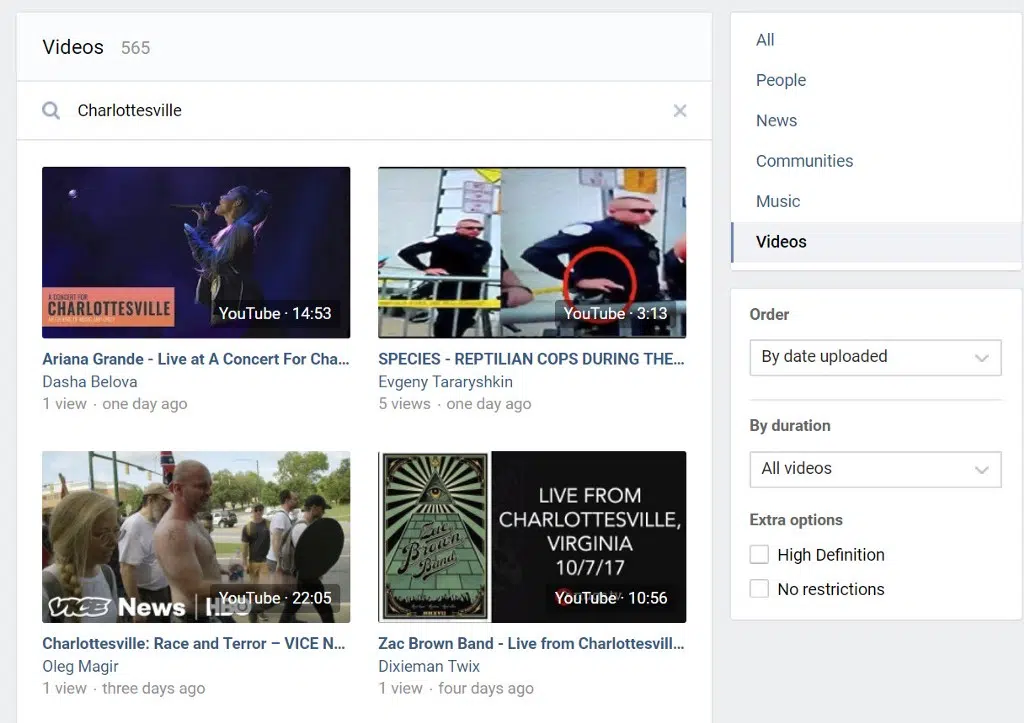 Videos 565
Charlottesville
A CONCERT FOR
CHARLOTTESVILLE
YouTube · 14:53
Ariana Grande - Live at A Concert For Cha...
Dasha Belova
1 view · one day ago
YouTube · 3:13
SPECIES - REPTILIAN COPS DURING THE...
Evgeny Tararyshkin
5 views · one day ago
VICE News | HBO
YouTube · 22:05
Charlottesville: Race and Terror – VICE N...
Oleg Magir
1 view · three days ago
Zac
Brown
Band
LIVE FROM
CHARLOTTESVILLE,
VIRGINIA
10/7/17
YouTube · 10:56
Zac Brown Band - Live from Charlottesvill...
Dixieman Twix
1 view · four days ago
All
People
News
Communities
Music
Videos
Order
By date uploaded
By duration
All videos
Extra options
High Definition
No restrictions